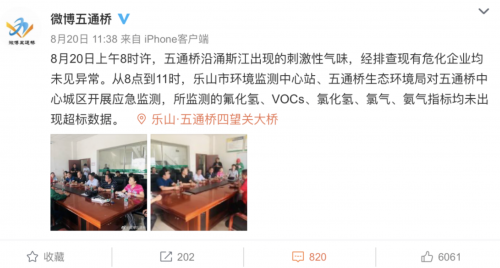 微博五通桥
微博五通桥
8月20日 11:38 来自 iPhone客户端
8月20日上午8时许，五通桥沿涌斯江出现的刺激性气味，经排查现有危化企业均
未见异常。从8点到11时，乐山市环境监测中心站、五通桥生态环境局对五通桥中
心城区开展应急监测，所监测的氟化氢、VOCs、氯化氢、氯气、氨气指标均未出
现超标数据。 乐山·五通桥四望关大桥
收藏 202 820 6061